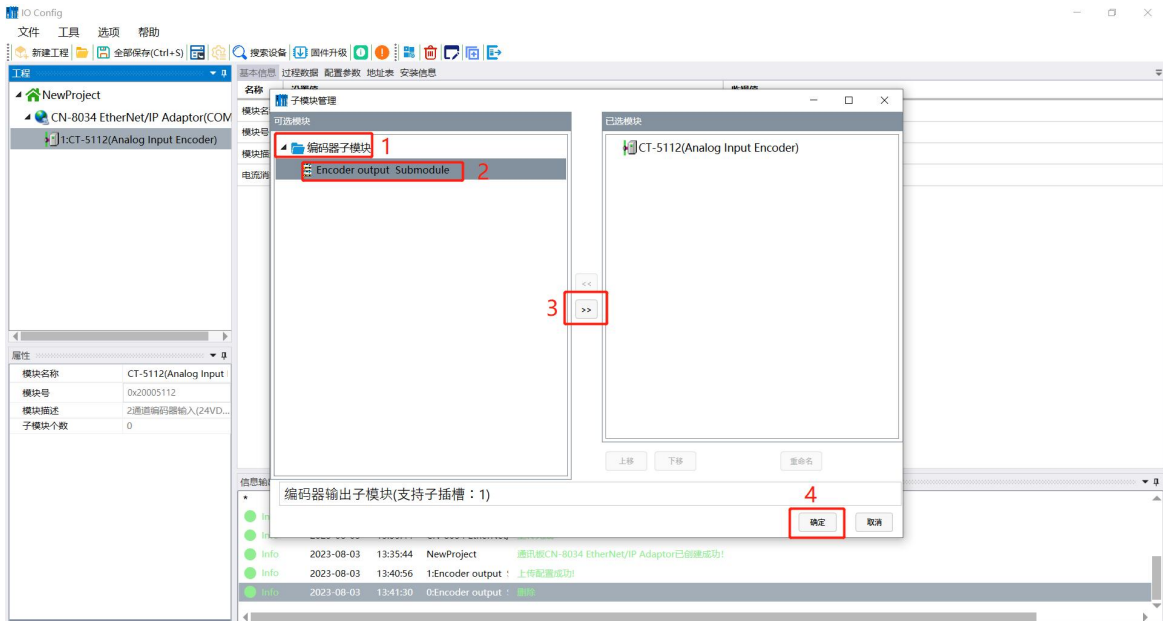 IO Config
文件 工具 选项 帮助
新建工程 全部保存(Ctrl+S) 搜索设备 固件升级
工程
基本信息 过程数据 配置参数 地址表 安装信息
NewProject
CN-8034 EtherNet/IP Adaptor(COM
1:CT-5112(Analog Input Encoder)
名称
模块名
模块号
模块描
电流消
子模块管理
可选模块
编码器子模块
1
Encoder output Submodule
2
3
<<
>>
已选模块
CT-5112(Analog Input Encoder)
上移 下移 重命名
编码器输出子模块(支持子插槽：1)
4
确定 取消
属性
模块名称 CT-5112(Analog Input
模块号 0x20005112
模块描述 2通道编码器输入(24VD...
子模块个数 0
信息输
*
Info 2023-08-03 13:35:44 NewProject 通讯板CN-8034 EtherNet/IP Adaptor已创建成功!
Info 2023-08-03 13:40:56 1:Encoder output 上传配置成功!
Info 2023-08-03 13:41:30 0:Encoder output 删除